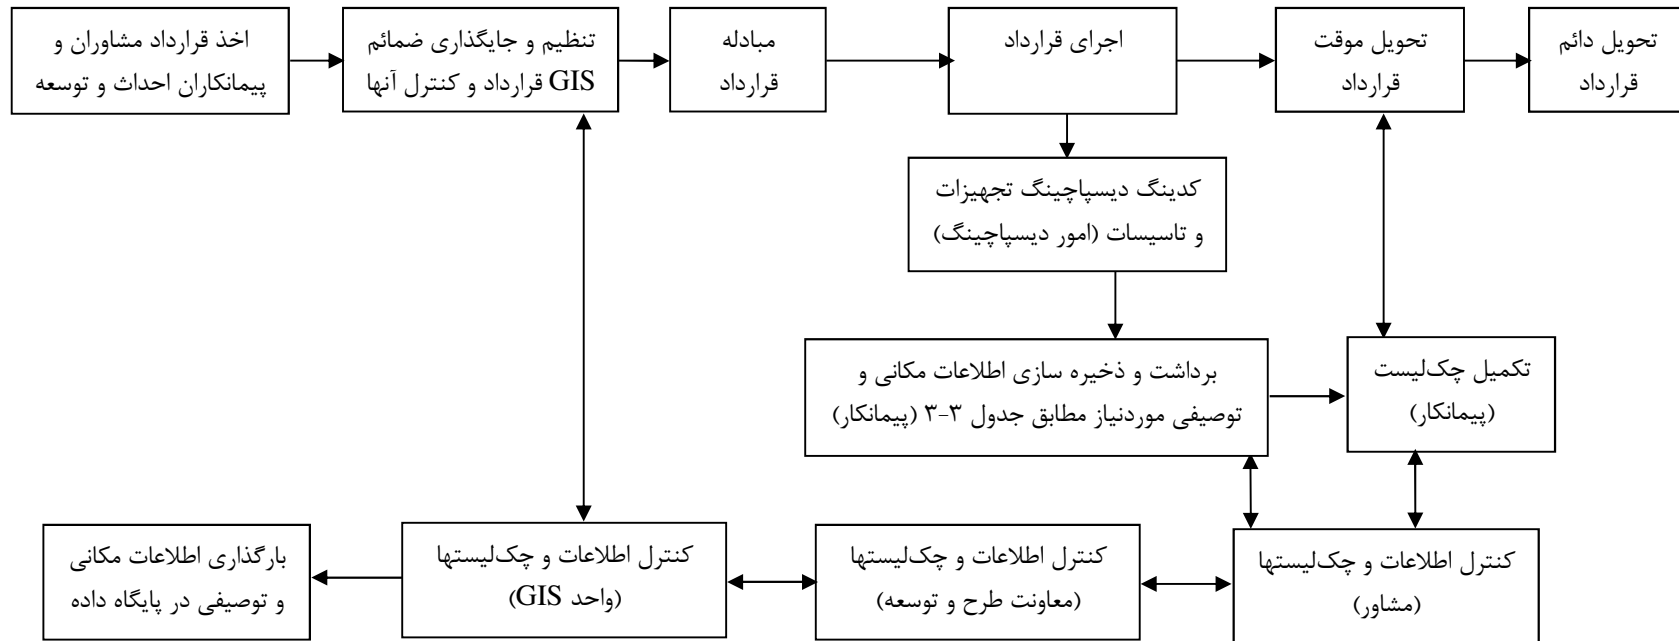 اخذ قرارداد مشاوران و
پیمانکاران احداث و توسعه
تنظیم و جایگذاری ضمائم
GIS قرارداد و کنترل آنها
مبادله
قرارداد
اجرای قرارداد
تحویل موقت
قرارداد
تحویل دائم
قرارداد
کدینگ دیسپاچینگ تجهیزات
و تاسیسات (امور دیسپاچینگ)
برداشت و ذخیره سازی اطلاعات مکانی و
توصیفی موردنیاز مطابق جدول ۳-۳ (پیمانکار)
تکمیل چک‌لیست
(پیمانکار)
کنترل اطلاعات و چک‌لیستها
(مشاور)
کنترل اطلاعات و چک‌لیستها
(معاونت طرح و توسعه)
کنترل اطلاعات و چک‌لیستها
(واحد GIS)
بارگذاری اطلاعات مکانی
و توصیفی در پایگاه داده